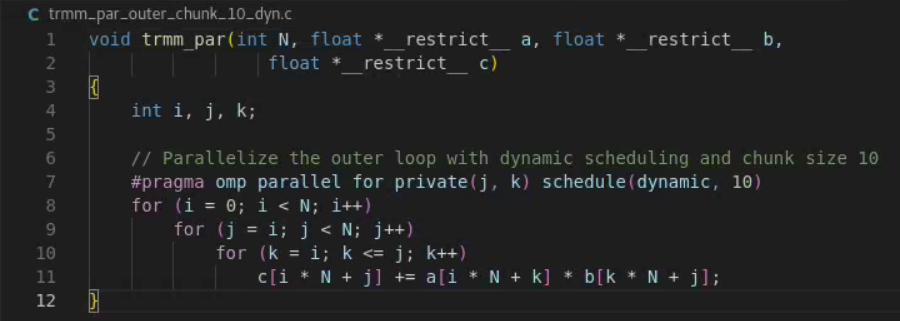 C trmm_par_outer_chunk_10_dyn.c
1 void trmm_par(int N, float *__restrict__ a, float *__restrict__ b,
2 float *__restrict__ c)
3 {
4 int i, j, k;
5
6 // Parallelize the outer loop with dynamic scheduling and chunk size 10
7 #pragma omp parallel for private(j, k) schedule(dynamic, 10)
8 for (i = 0; i < N; i++)
9 for (j = i; j < N; j++)
10 for (k = i; k <= j; k++)
11 c[i * N + j] += a[i * N + k] * b[k * N + j];
12 }